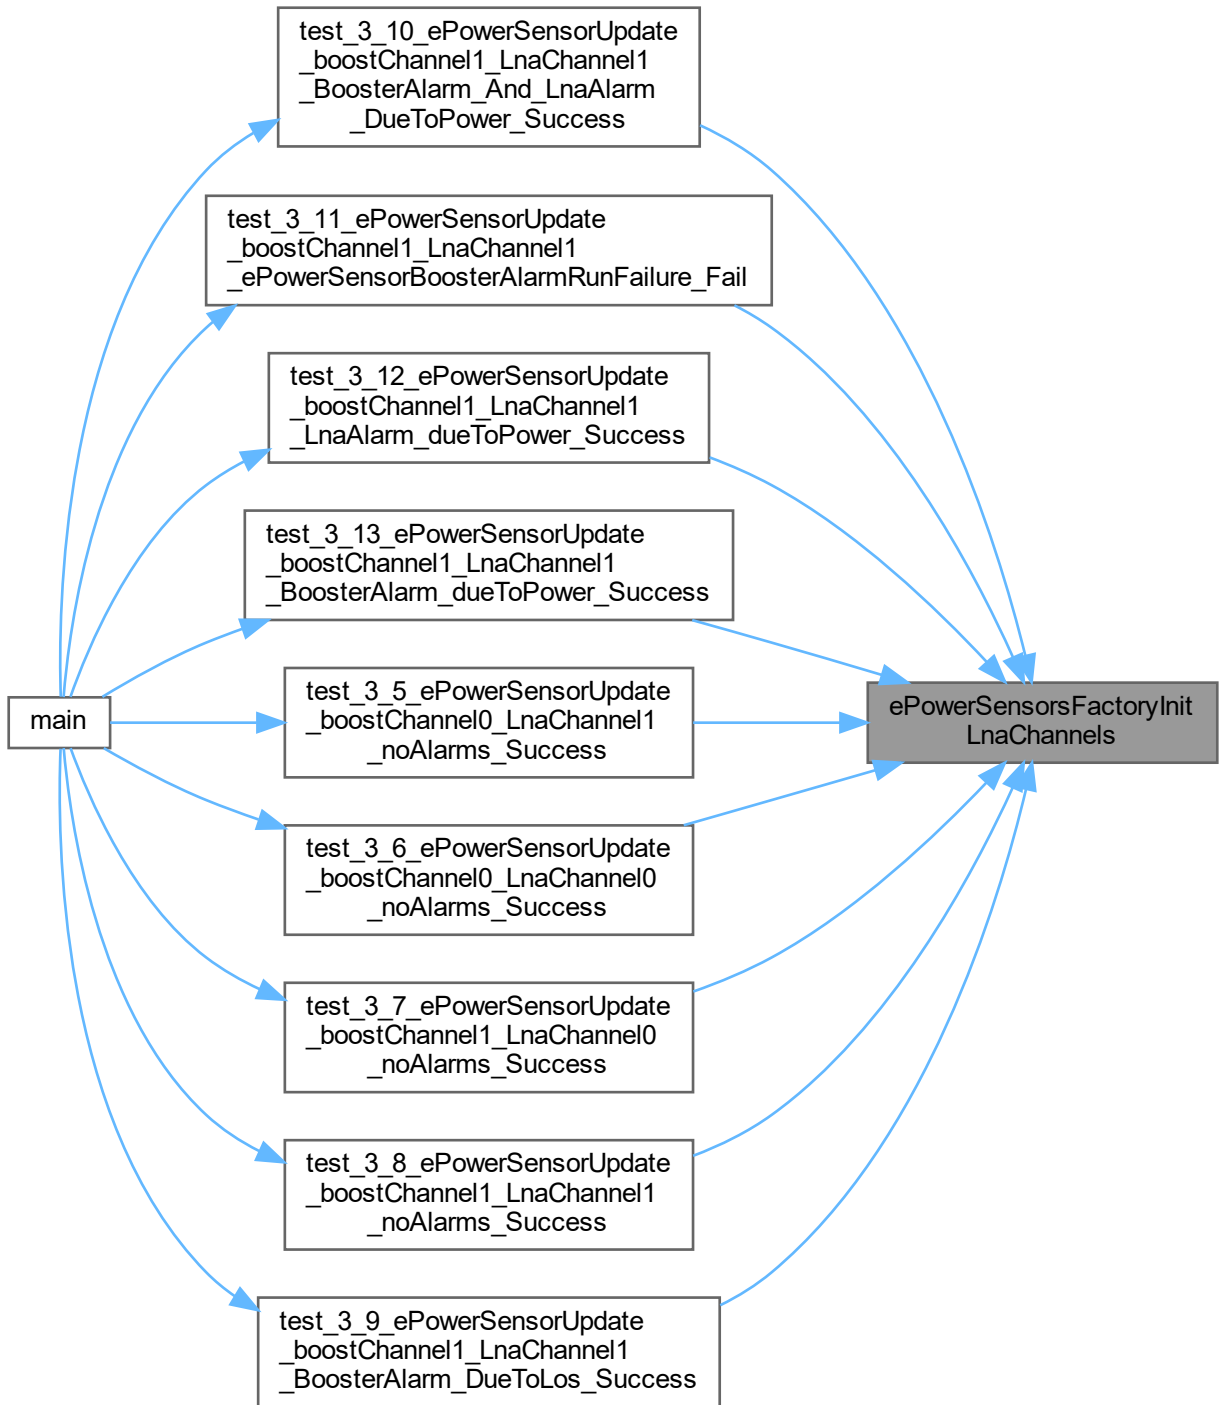 test_3_10_ePowerSensorUpdate
_boostChannel1_LnaChannel1
_BoosterAlarm_And_LnaAlarm
_DueToPower_Success
test_3_11_ePowerSensorUpdate
_boostChannel1_LnaChannel1
_ePowerSensorBoosterAlarmRunFailure_Fail
test_3_12_ePowerSensorUpdate
_boostChannel1_LnaChannel1
_LnaAlarm_dueToPower_Success
test_3_13_ePowerSensorUpdate
_boostChannel1_LnaChannel1
_BoosterAlarm_dueToPower_Success
main
test_3_5_ePowerSensorUpdate
_boostChannel0_LnaChannel1
_noAlarms_Success
ePowerSensorsFactoryInit
LnaChannels
test_3_6_ePowerSensorUpdate
_boostChannel0_LnaChannel0
_noAlarms_Success
test_3_7_ePowerSensorUpdate
_boostChannel1_LnaChannel0
_noAlarms_Success
test_3_8_ePowerSensorUpdate
_boostChannel1_LnaChannel1
_noAlarms_Success
test_3_9_ePowerSensorUpdate
_boostChannel1_LnaChannel1
_BoosterAlarm_DueToLos_Success